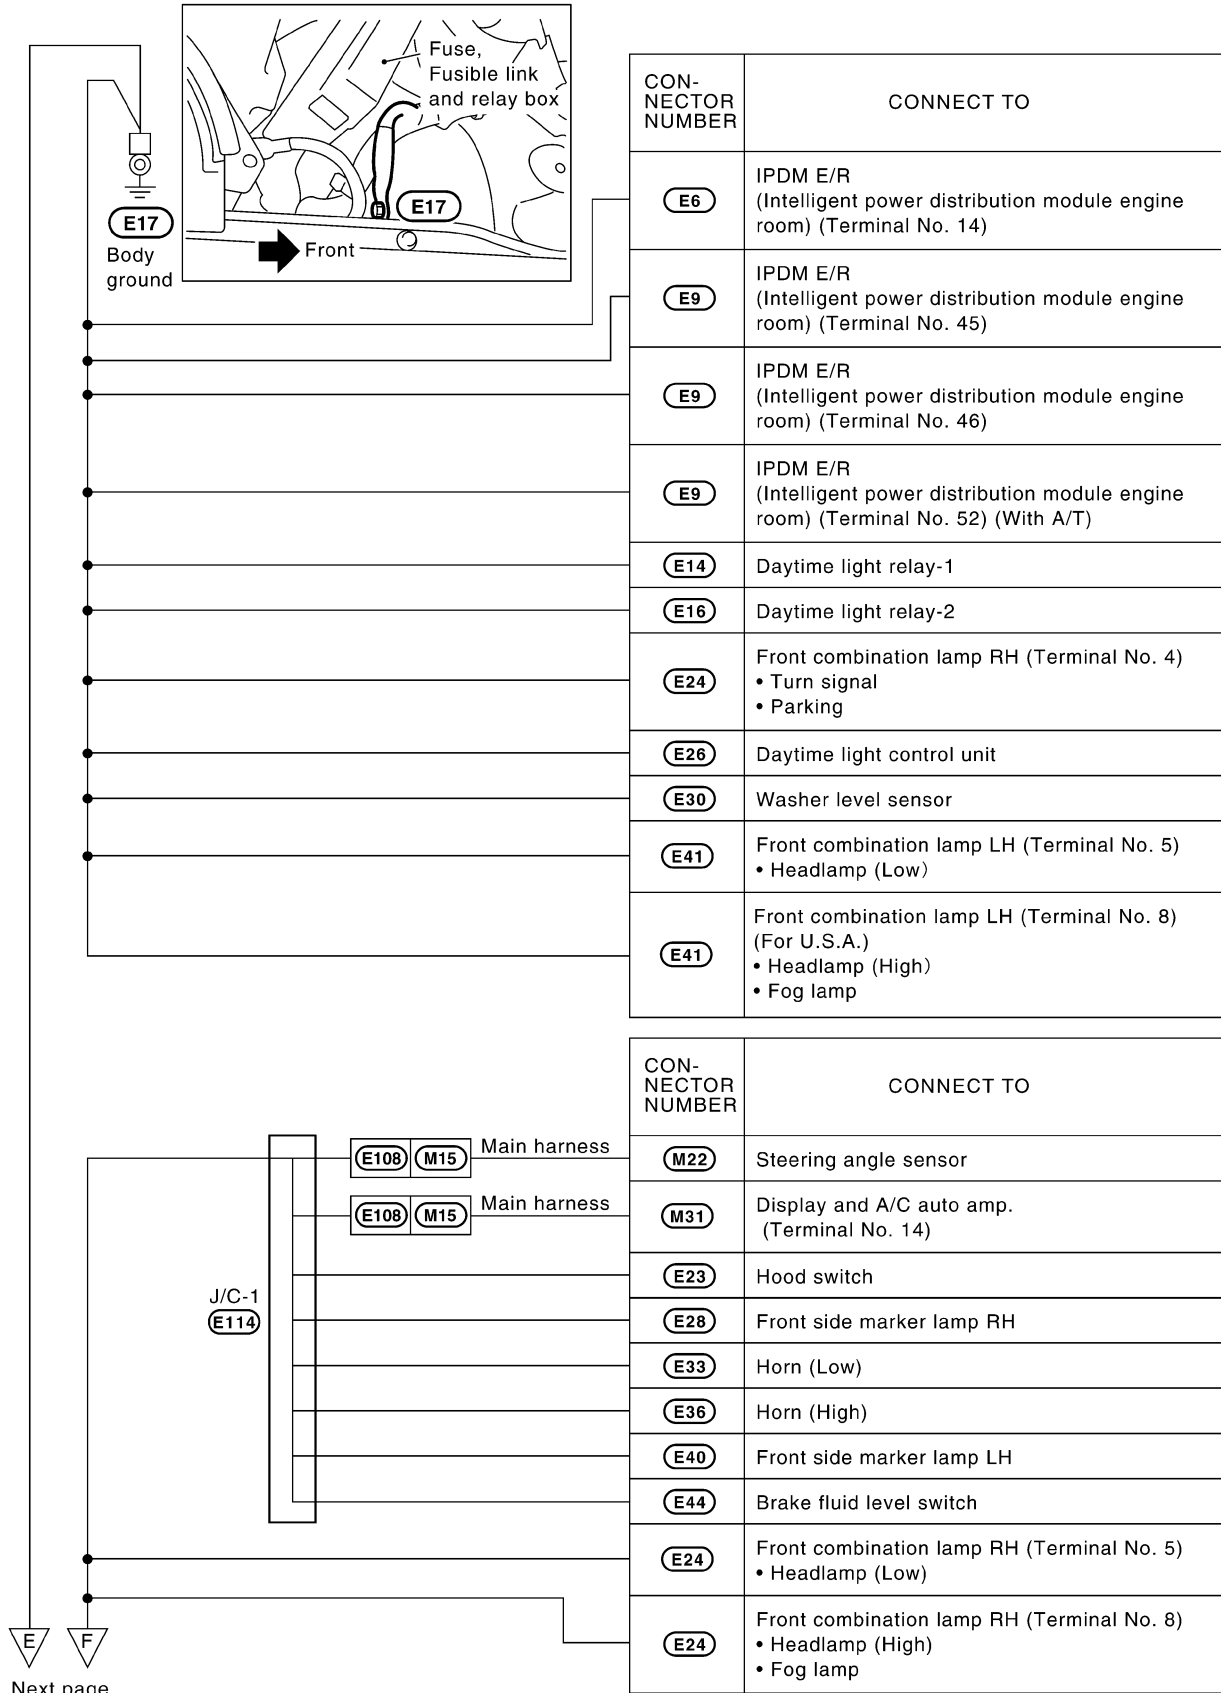 Fuse,
Fusible link
and relay box
E17
Front
E17
Body
ground
CON-
NECTOR
NUMBER
CONNECT TO
E6
IPDM E/R
(Intelligent power distribution module engine
room) (Terminal No. 14)
E9
IPDM E/R
(Intelligent power distribution module engine
room) (Terminal No. 45)
E9
IPDM E/R
(Intelligent power distribution module engine
room) (Terminal No. 46)
E9
IPDM E/R
(Intelligent power distribution module engine
room) (Terminal No. 52) (With A/T)
E14
Daytime light relay-1
E16
Daytime light relay-2
E24
Front combination lamp RH (Terminal No. 4)
• Turn signal
• Parking
E26
Daytime light control unit
E30
Washer level sensor
E41
Front combination lamp LH (Terminal No. 5)
• Headlamp (Low)
E41
Front combination lamp LH (Terminal No. 8)
(For U.S.A.)
• Headlamp (High)
• Fog lamp
CON-
NECTOR
NUMBER
CONNECT TO
E108 M15 Main harness
M22
Steering angle sensor
E108 M15 Main harness
M31
Display and A/C auto amp.
(Terminal No. 14)
J/C-1
E114
E23
Hood switch
E28
Front side marker lamp RH
E33
Horn (Low)
E36
Horn (High)
E40
Front side marker lamp LH
E44
Brake fluid level switch
E24
Front combination lamp RH (Terminal No. 5)
• Headlamp (Low)
E24
Front combination lamp RH (Terminal No. 8)
• Headlamp (High)
• Fog lamp
E F
Next page